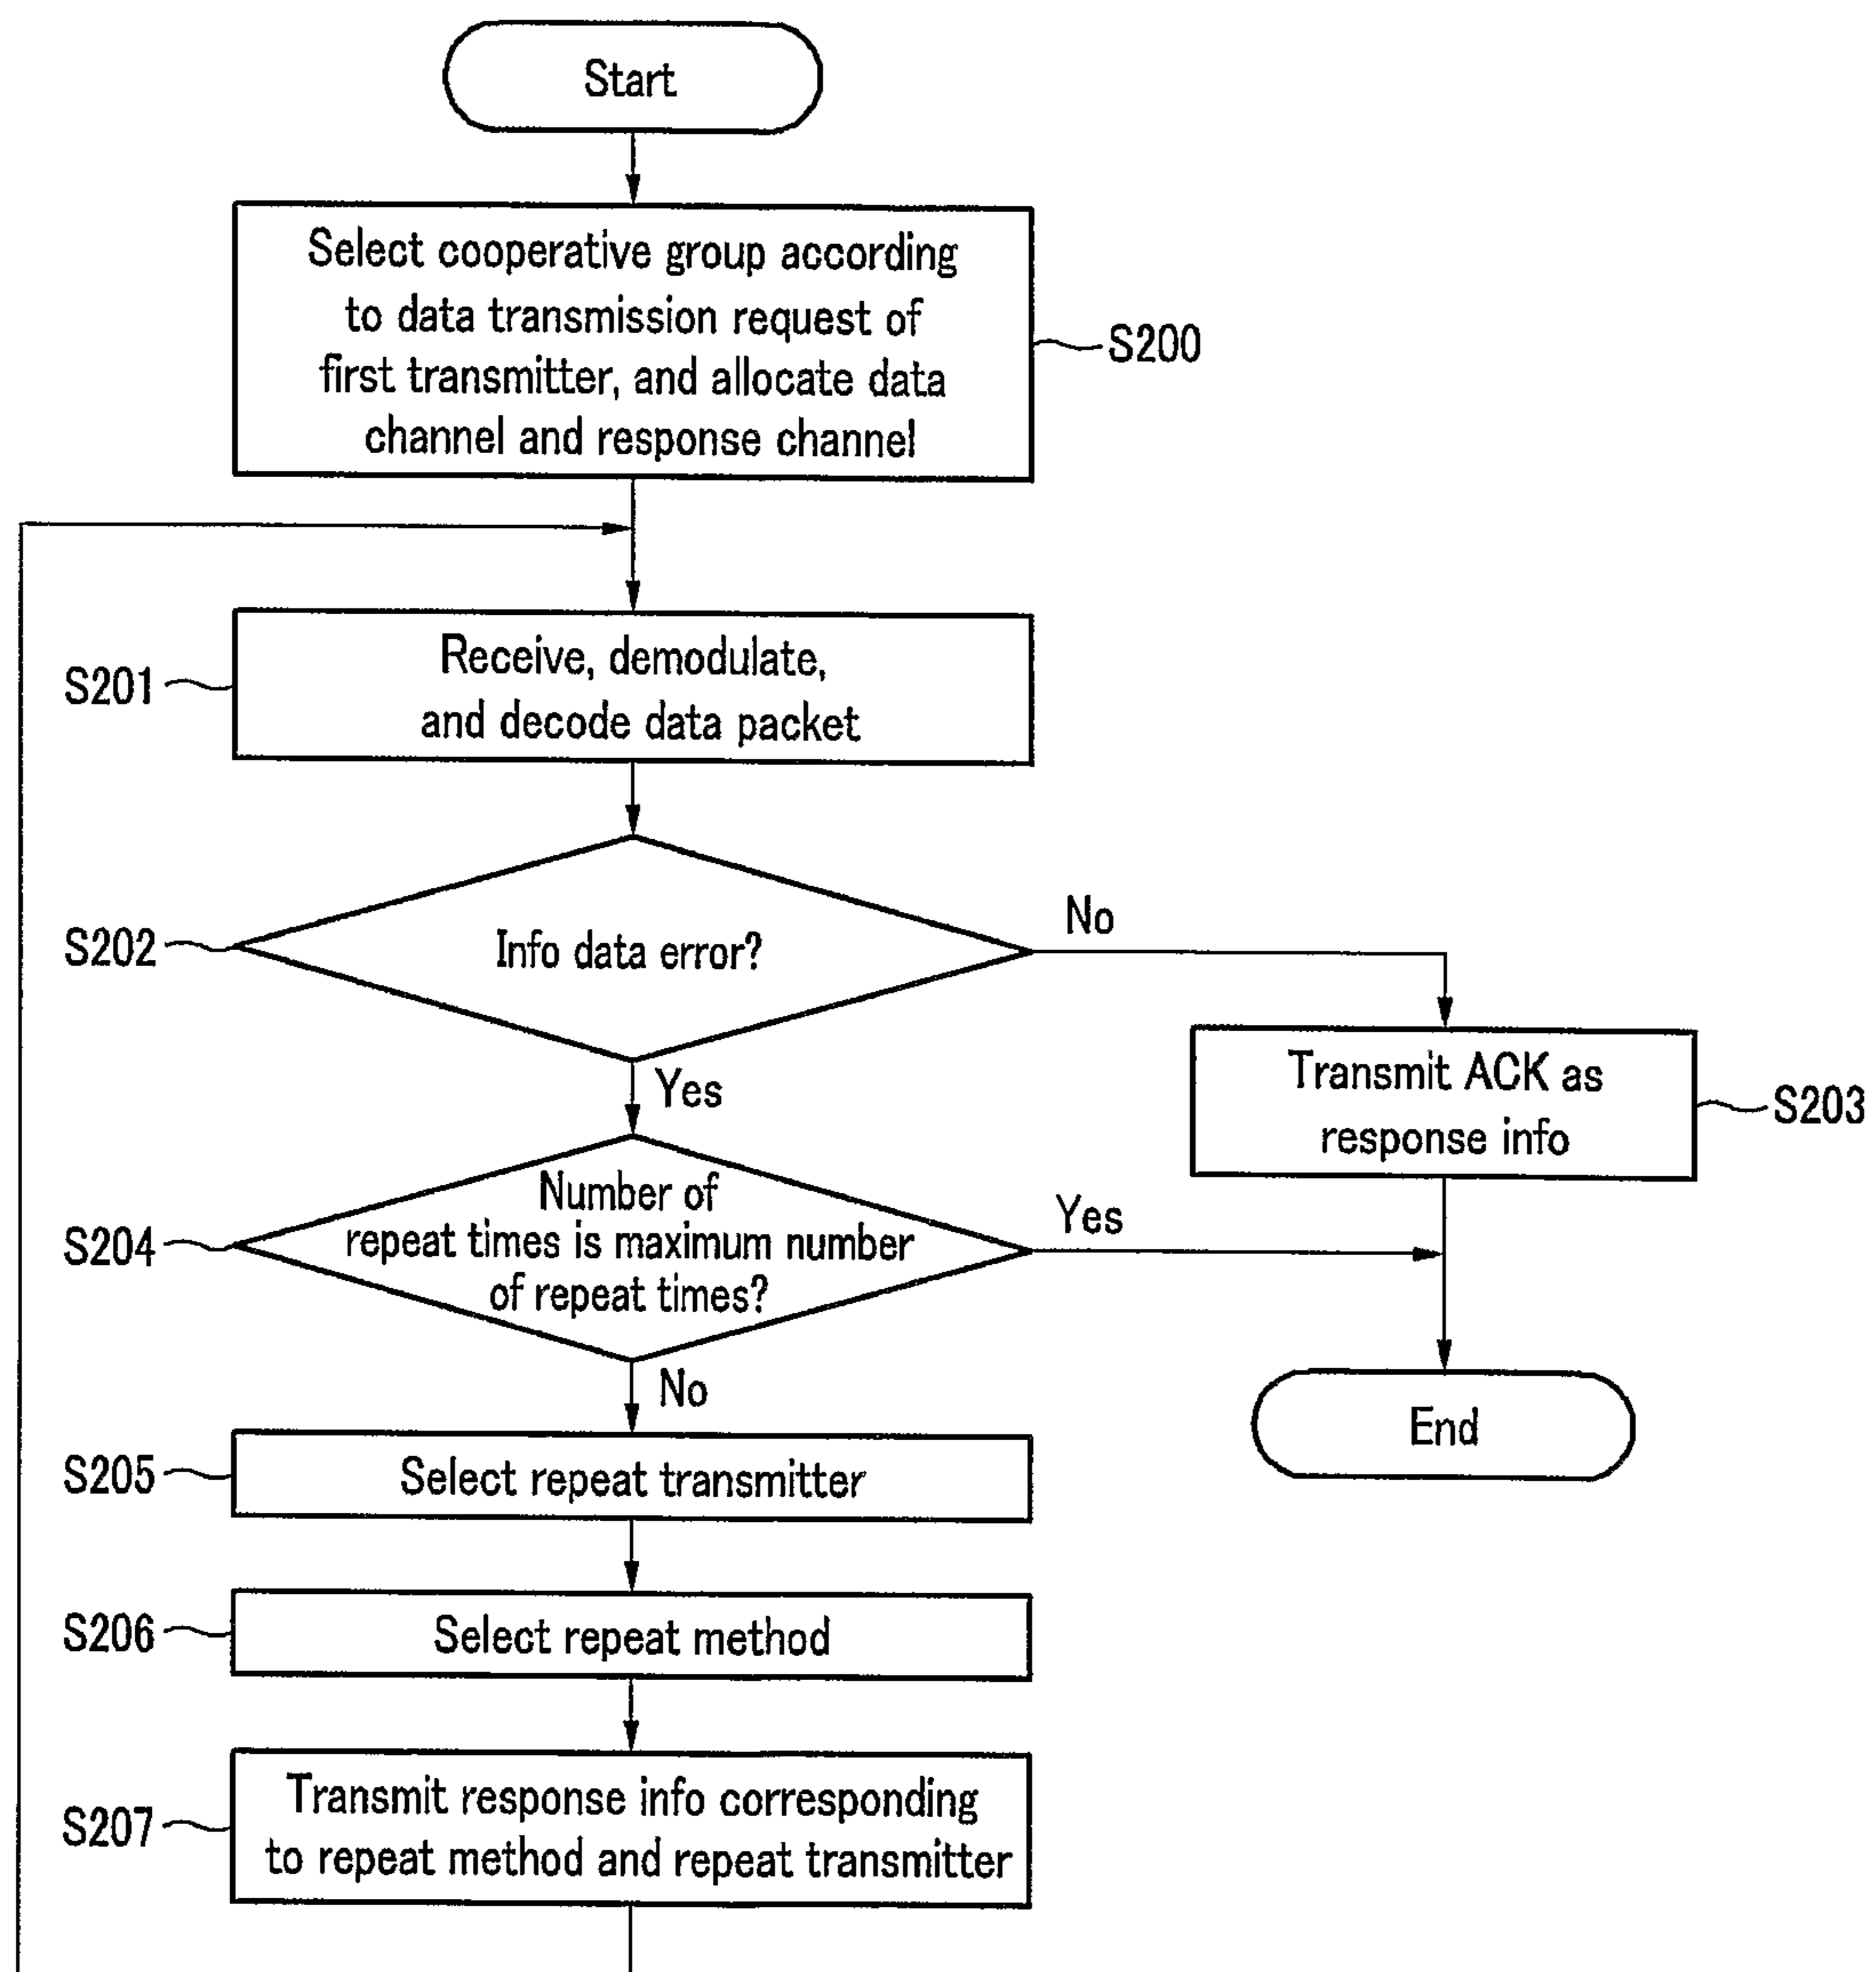 Start
Select cooperative group according
to data transmission request of
first transmitter, and allocate data
channel and response channel
S200
S201
Receive, demodulate,
and decode data packet
S202
Info data error?
No
Yes
Transmit ACK as
response info
S203
S204
Number of
repeat times is maximum number
of repeat times?
Yes
No
End
S205
Select repeat transmitter
S206
Select repeat method
S207
Transmit response info corresponding
to repeat method and repeat transmitter